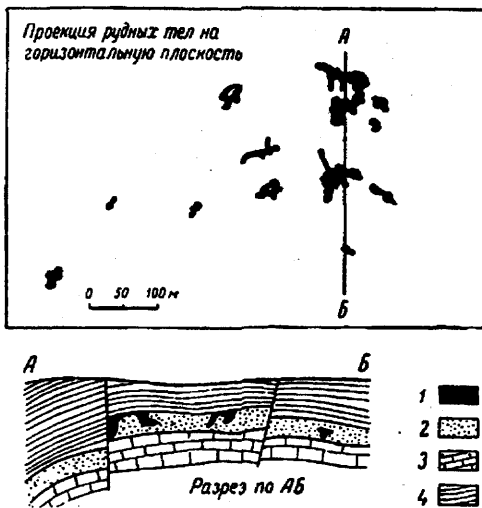 Проекция рудных тел на
горизонтальную плоскость
А
0 50 100 м
Б
А Б
1
2
3
4
Разрез по АБ